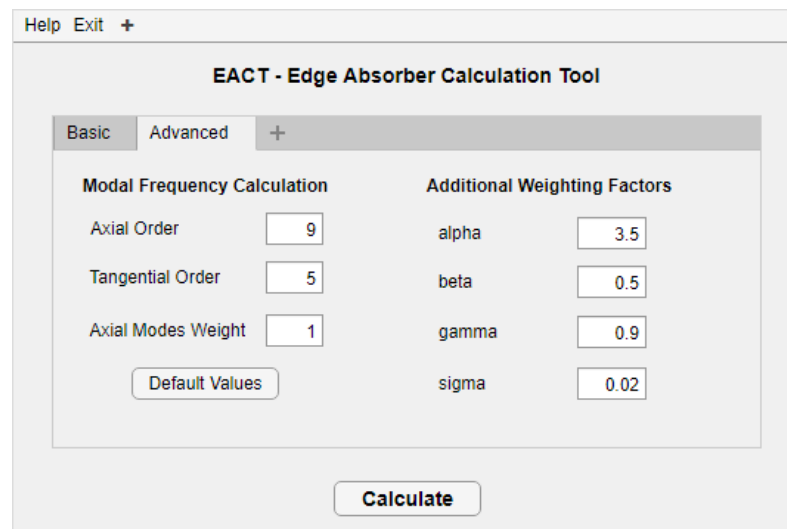 Help Exit +
EACT - Edge Absorber Calculation Tool
Basic Advanced +
Modal Frequency Calculation
Axial Order 9
Tangential Order 5
Axial Modes Weight 1
Default Values
Additional Weighting Factors
alpha 3.5
beta 0.5
gamma 0.9
sigma 0.02
Calculate